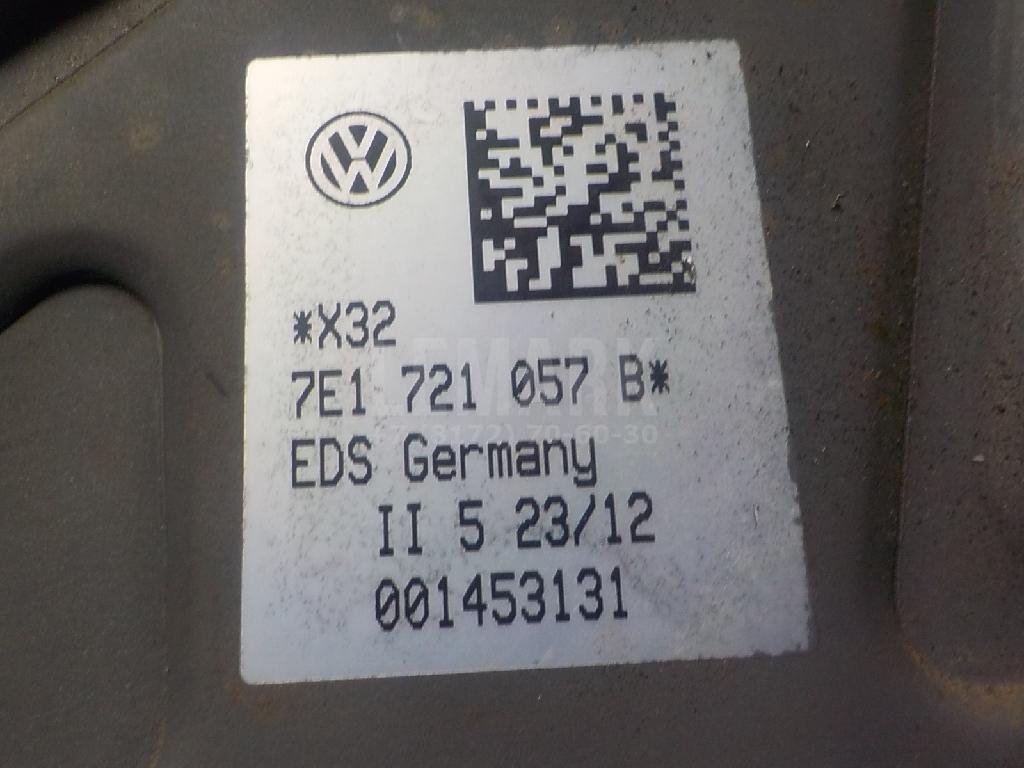 *X32
7E1 721 057 B*
EDS Germany
II 5 23/12
001453131